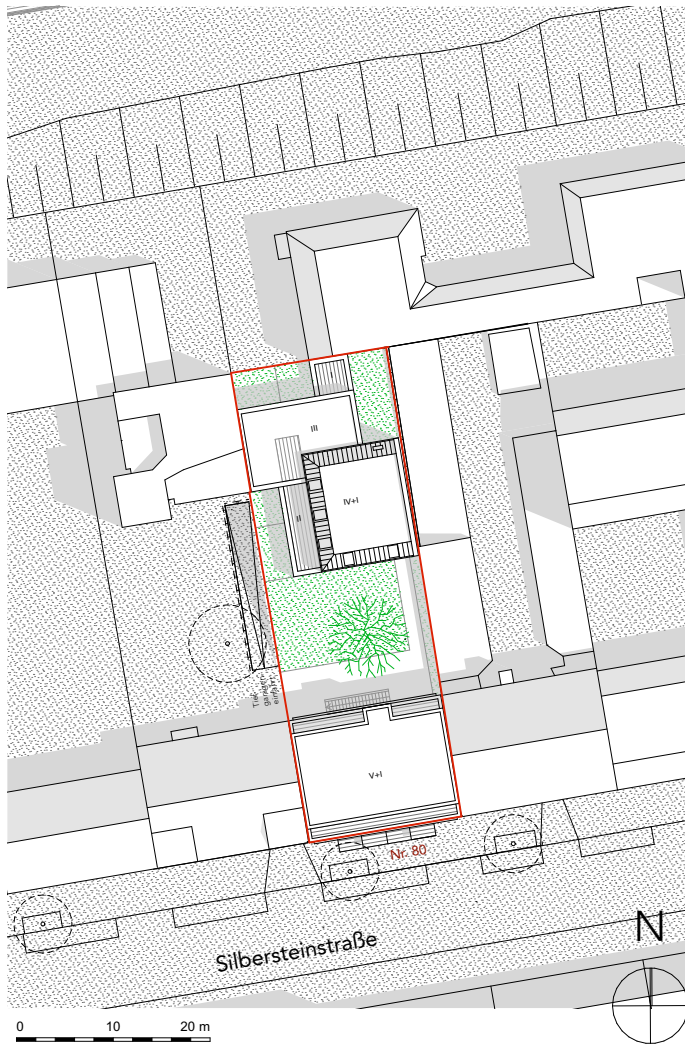 III
IV+I
II
Tief-
garagen-
einfahrt
V+I
Nr. 80
Silbersteinstraße
N
0 10 20 m